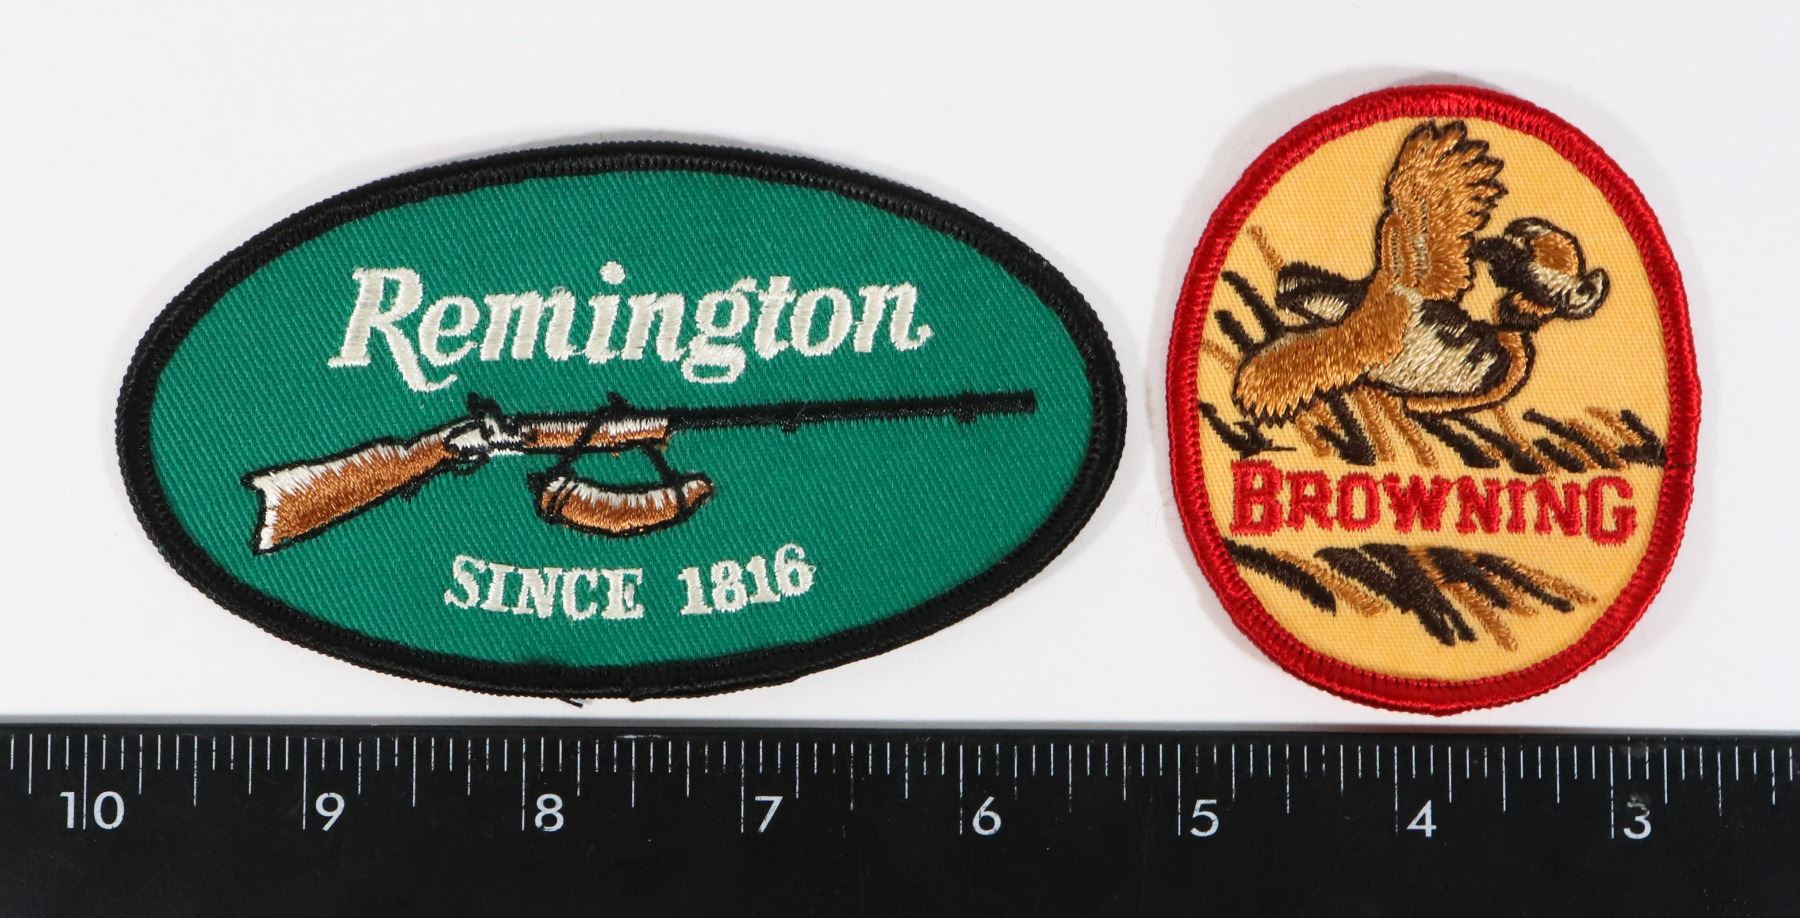 Remington
SINCE 1816
BROWNING
10 9 8 7 6 5 4 3